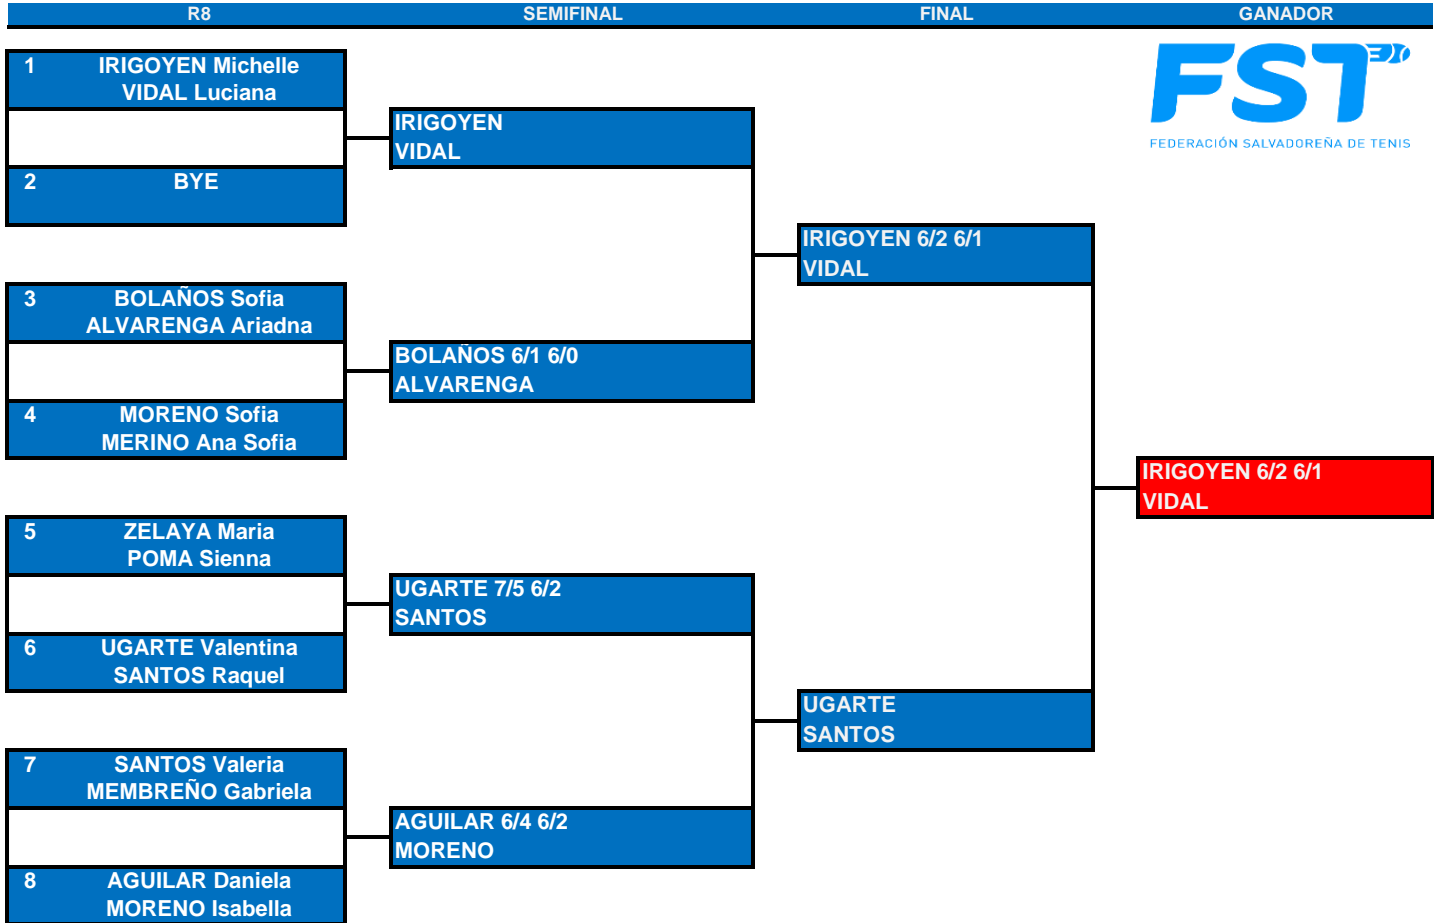 R8 SEMIFINAL FINAL GANADOR
1 IRIGOYEN Michelle
VIDAL Luciana
2 BYE
3 BOLAÑOS Sofia
ALVARENGA Ariadna
4 MORENO Sofia
MERINO Ana Sofia
5 ZELAYA Maria
POMA Sienna
6 UGARTE Valentina
SANTOS Raquel
7 SANTOS Valeria
MEMBREÑO Gabriela
8 AGUILAR Daniela
MORENO Isabella
IRIGOYEN
VIDAL
BOLAÑOS 6/1 6/0
ALVARENGA
UGARTE 7/5 6/2
SANTOS
AGUILAR 6/4 6/2
MORENO
IRIGOYEN 6/2 6/1
VIDAL
UGARTE
SANTOS
FST
FEDERACIÓN SALVADOREÑA DE TENIS
IRIGOYEN 6/2 6/1
VIDAL